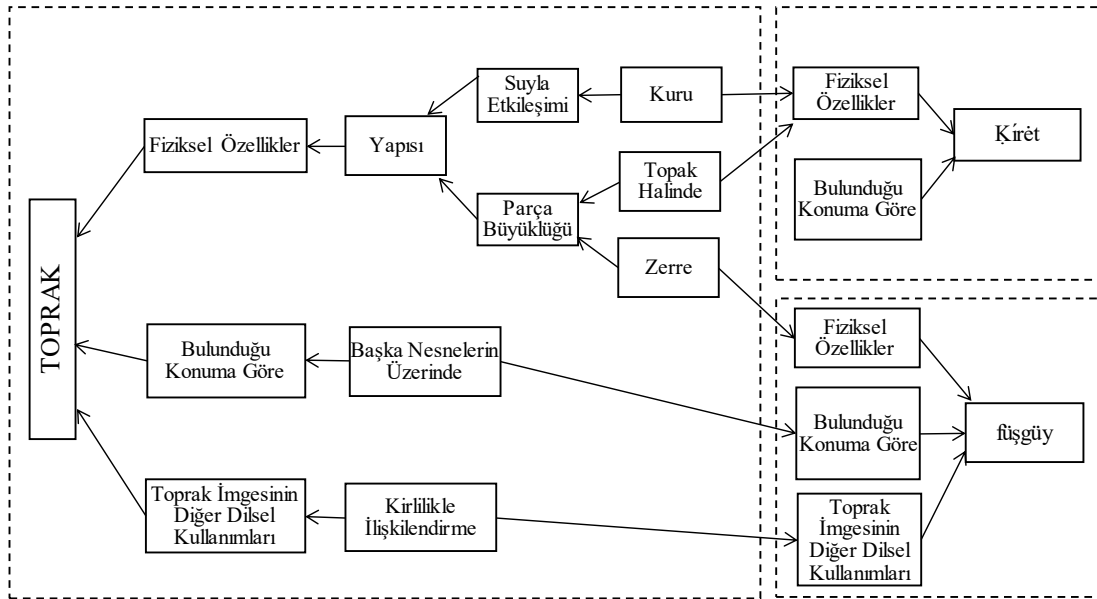 TOPRAK
Fiziksel Özellikler
Yapısı
Suyla
Etkileşimi
Kuru
Topak
Halinde
Parça
Büyüklüğü
Zerre
Bulunduğu
Konuma Göre
Başka Nesnelerin
Üzerinde
Toprak İmgesinin
Diğer Dilsel
Kullanımları
Kirlilikle
İlişkilendirme
Fiziksel
Özellikler
Bulunduğu
Konuma Göre
Ḳírėt
Fiziksel
Özellikler
Bulunduğu
Konuma Göre
Toprak
İmgesinin
Diğer Dilsel
Kullanımları
füşgüy